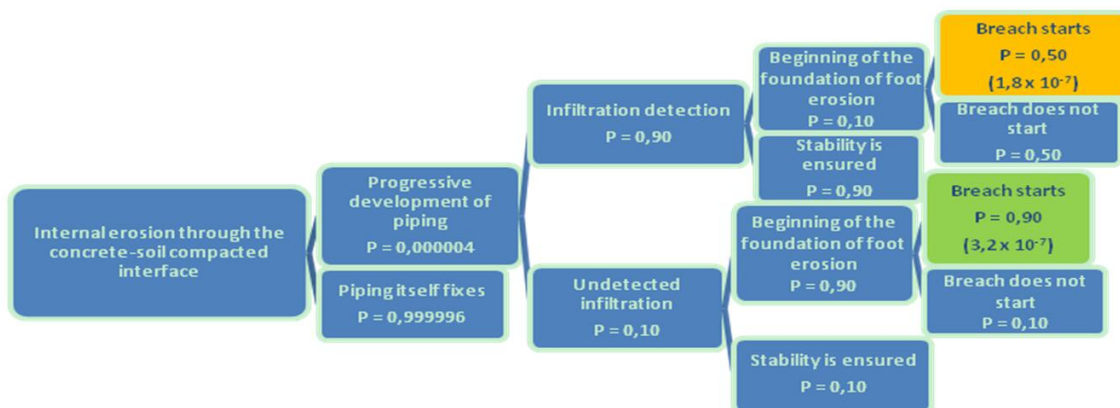 Internal erosion through the
concrete-soil compacted
interface
Progressive
development of
piping
P = 0,000004
Piping itself fixes
P = 0,999996
Infiltration detection
P = 0,90
Undetected
infiltration
P = 0,10
Beginning of the
foundation of foot
erosion
P = 0,10
Stability is
ensured
P = 0,90
Beginning of the
foundation of foot
erosion
P = 0,90
Stability is ensured
P = 0,10
Breach starts
P = 0,50
(1,8 x 10⁻⁷)
Breach does not
start
P = 0,50
Breach starts
P = 0,90
(3,2 x 10⁻⁷)
Breach does not
start
P = 0,10